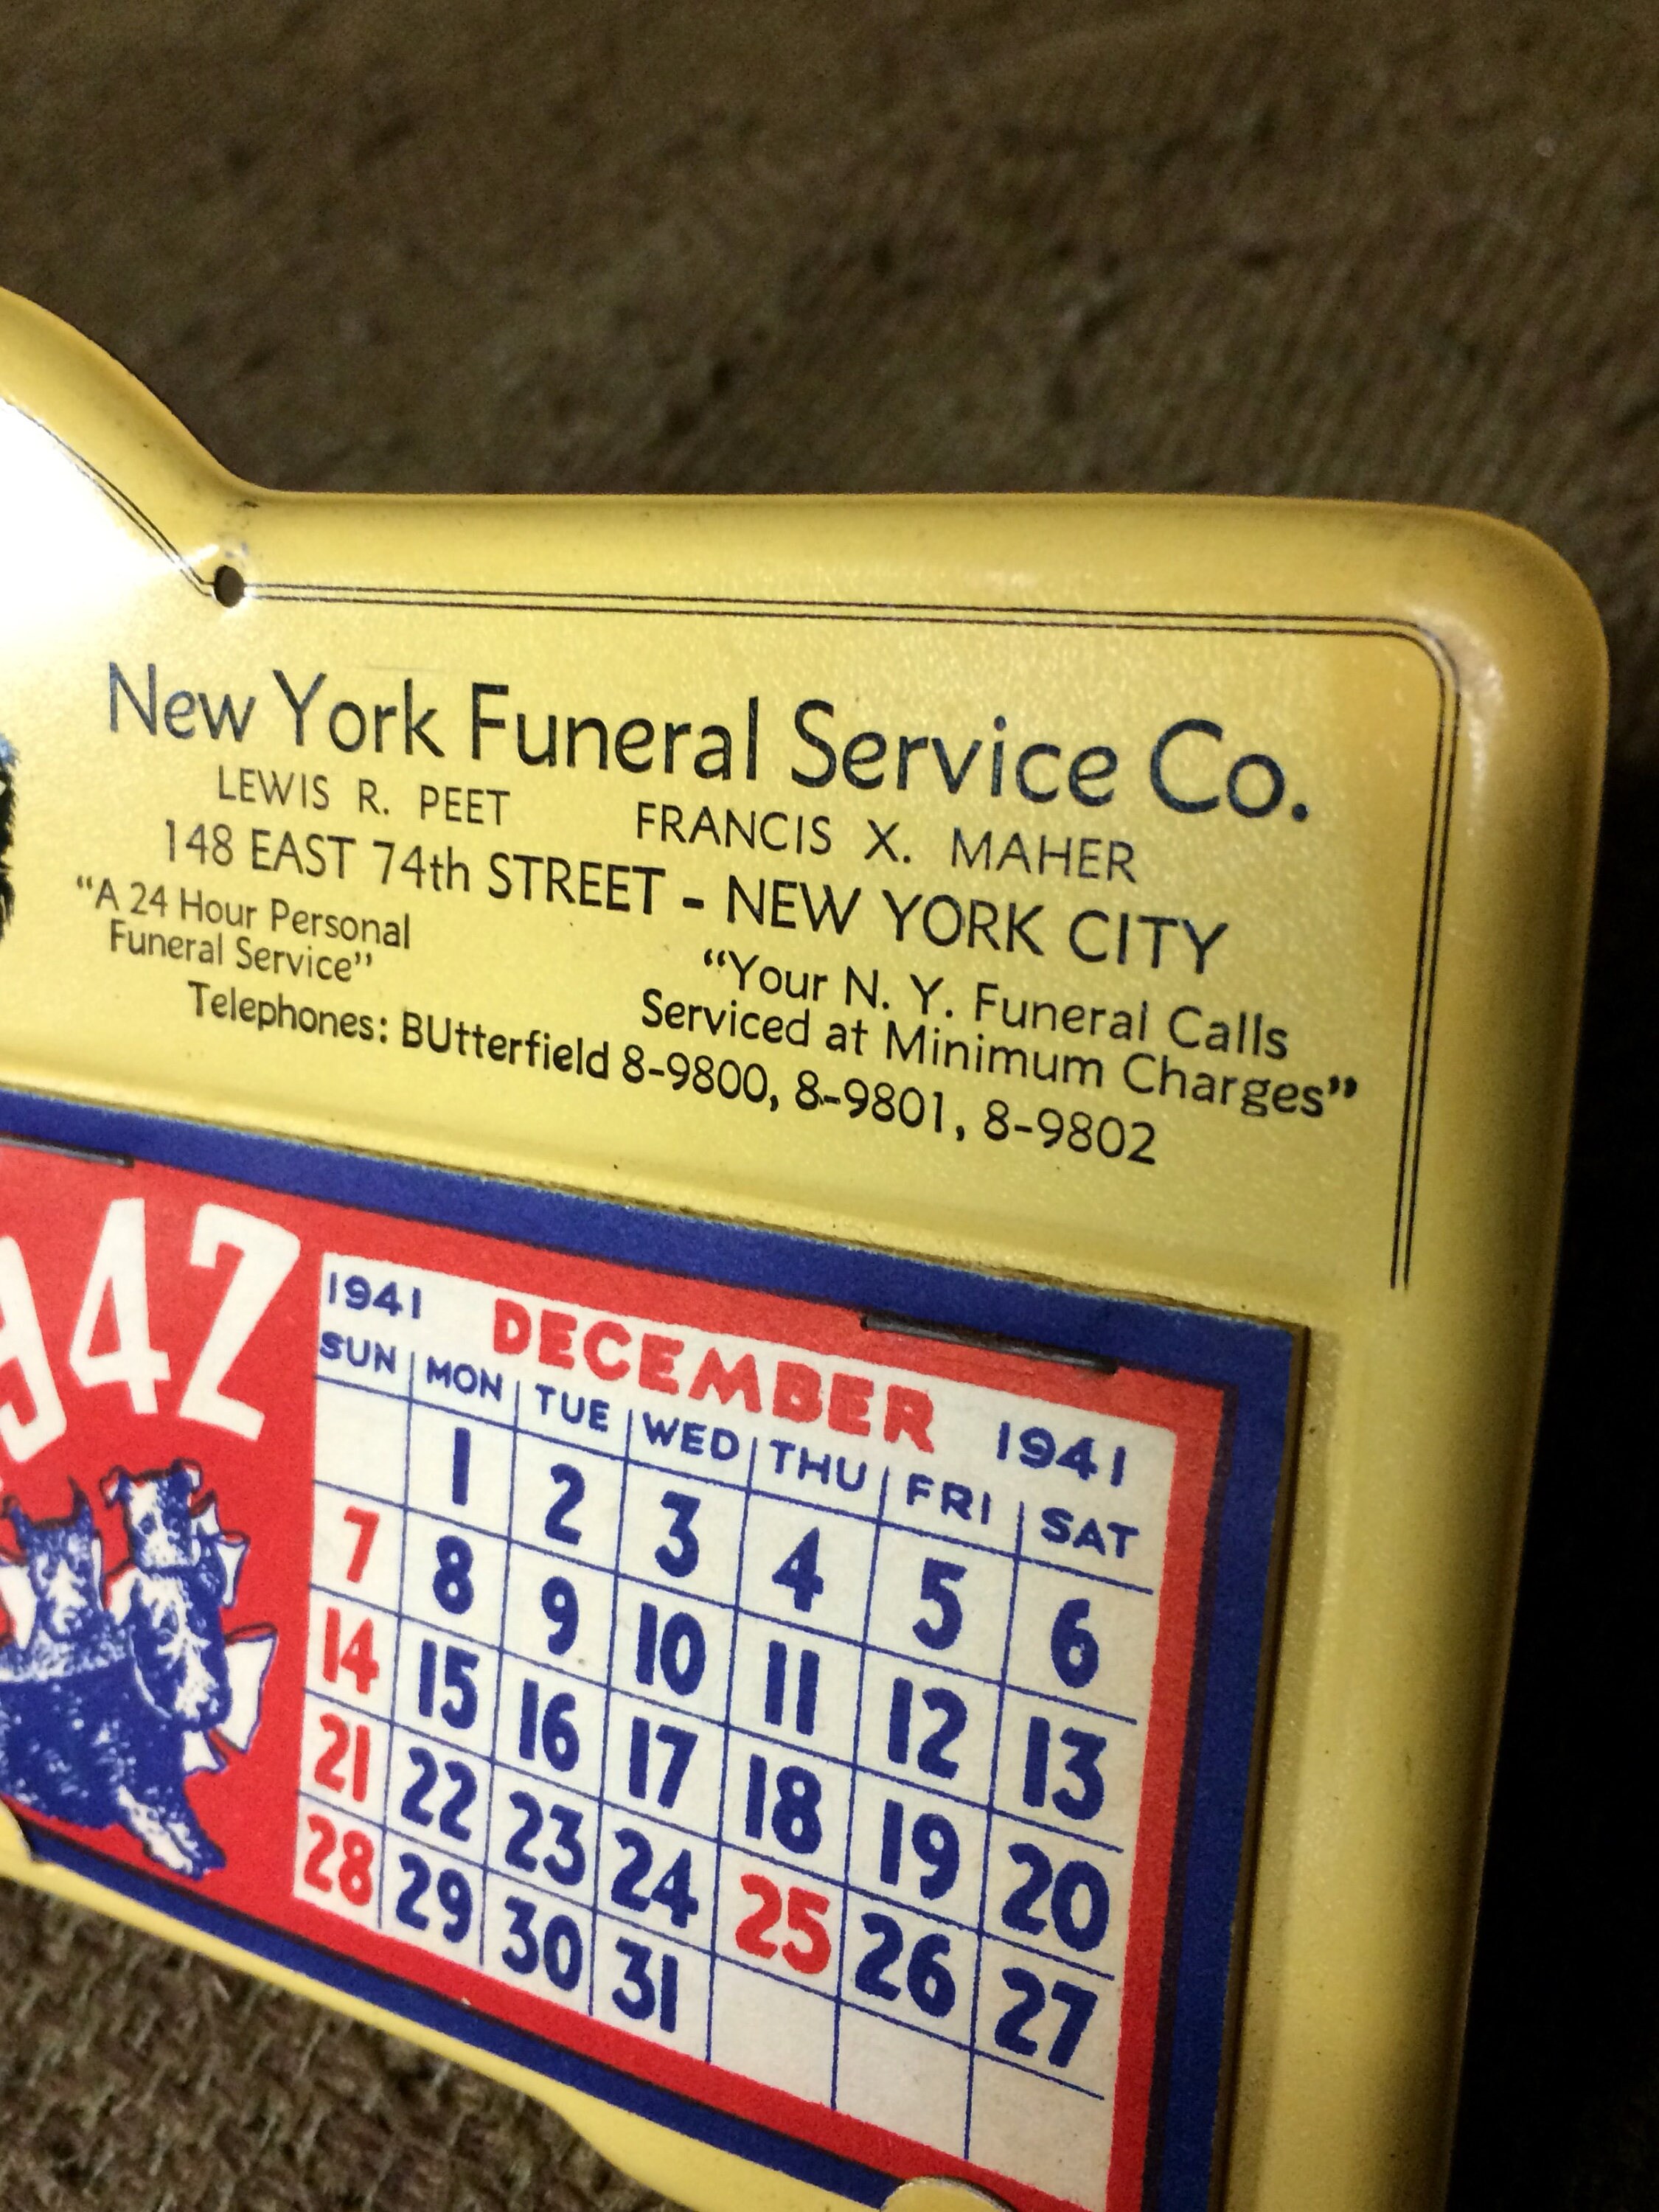 New York Funeral Service Co.
LEWIS R. PEET FRANCIS X. MAHER
148 EAST 74th STREET - NEW YORK CITY
"A 24 Hour Personal
Funeral Service"
"Your N. Y. Funeral Calls
Serviced at Minimum Charges"
Telephones: BUtterfield 8-9800, 8-9801, 8-9802
942
1941 DECEMBER 1941
SUN MON TUE WED THU FRI SAT
1 2 3 4 5 6
7 8 9 10 11 12 13
14 15 16 17 18 19 20
21 22 23 24 25 26 27
28 29 30 31